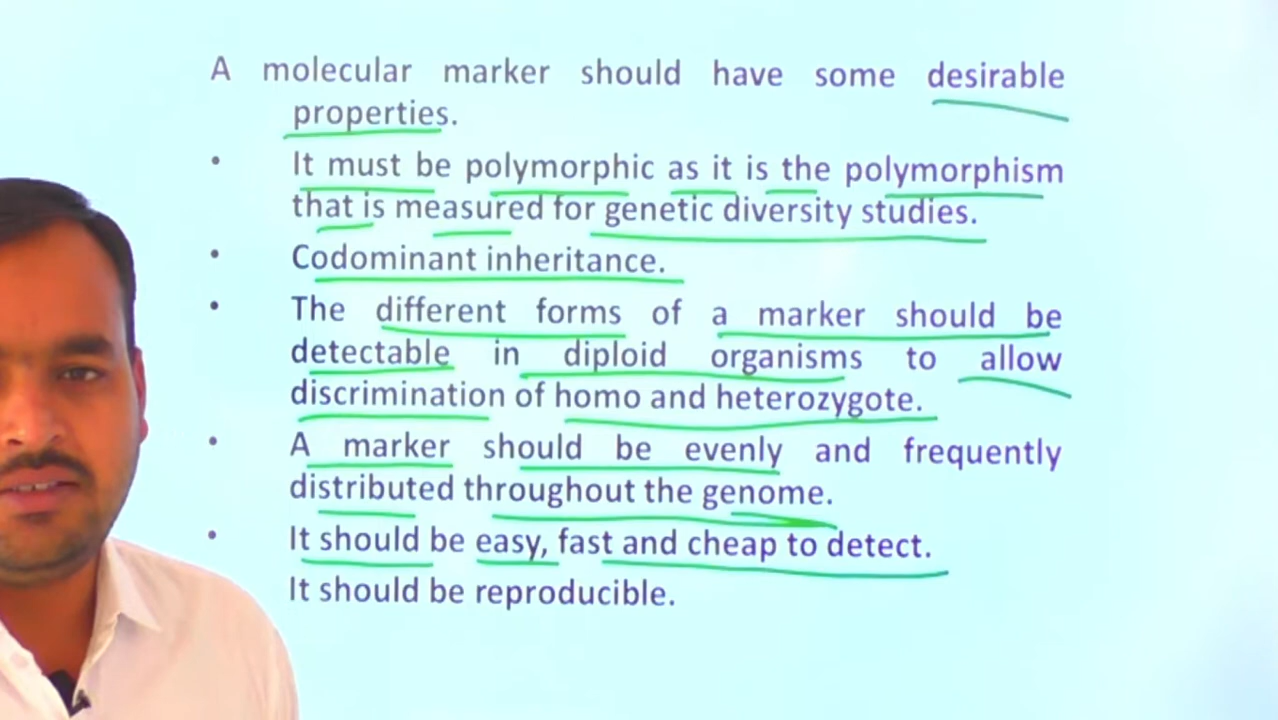 A molecular marker should have some desirable
properties.
• It must be polymorphic as it is the polymorphism
that is measured for genetic diversity studies.
• Codominant inheritance.
• The different forms of a marker should be
detectable in diploid organisms to allow
discrimination of homo and heterozygote.
• A marker should be evenly and frequently
distributed throughout the genome.
• It should be easy, fast and cheap to detect.
It should be reproducible.